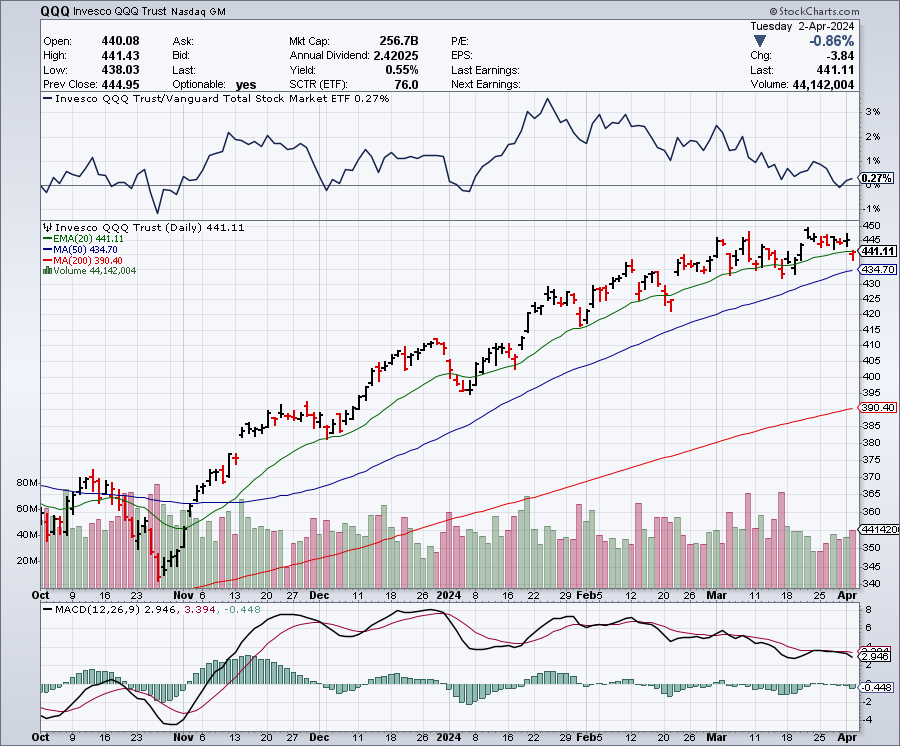 QQQ Invesco QQQ Trust Nasdaq GM
© StockCharts.com
Tuesday 2-Apr-2024
Open: 440.08 Ask: Mkt Cap: 256.7B P/E: -0.86%
High: 441.43 Bid: Annual Dividend: 2.42025 EPS: Chg: -3.84
Low: 438.03 Last: Yield: 0.55% Last Earnings: Last: 441.11
Prev Close: 444.95 Optionable: yes SCTR (ETF): 76.0 Next Earnings: Volume: 44,142,004
Invesco QQQ Trust/Vanguard Total Stock Market ETF 0.27%
3%
2%
1%
0.27%
0%
-1%
Invesco QQQ Trust (Daily) 441.11
EMA(20) 441.11
MA(50) 434.70
MA(200) 390.40
Volume 44,142,004
450
445
441.11
434.70
430
425
420
415
410
405
400
395
390.40
385
380
375
370
365
360
4414200
350
345
340
80M
60M
40M
20M
Oct 9 16 23 Nov 6 13 20 27 Dec 11 18 26 2024 8 16 22 29 Feb 5 12 20 26 Mar 11 18 25 Apr
MACD(12,26,9) 2.946, 3.394, -0.448
8
6
4
3.394
2.946
2
-0.448
-2
-4
Oct 9 16 23 Nov 6 13 20 27 Dec 11 18 26 2024 8 16 22 29 Feb 5 12 20 26 Mar 11 18 25 Apr